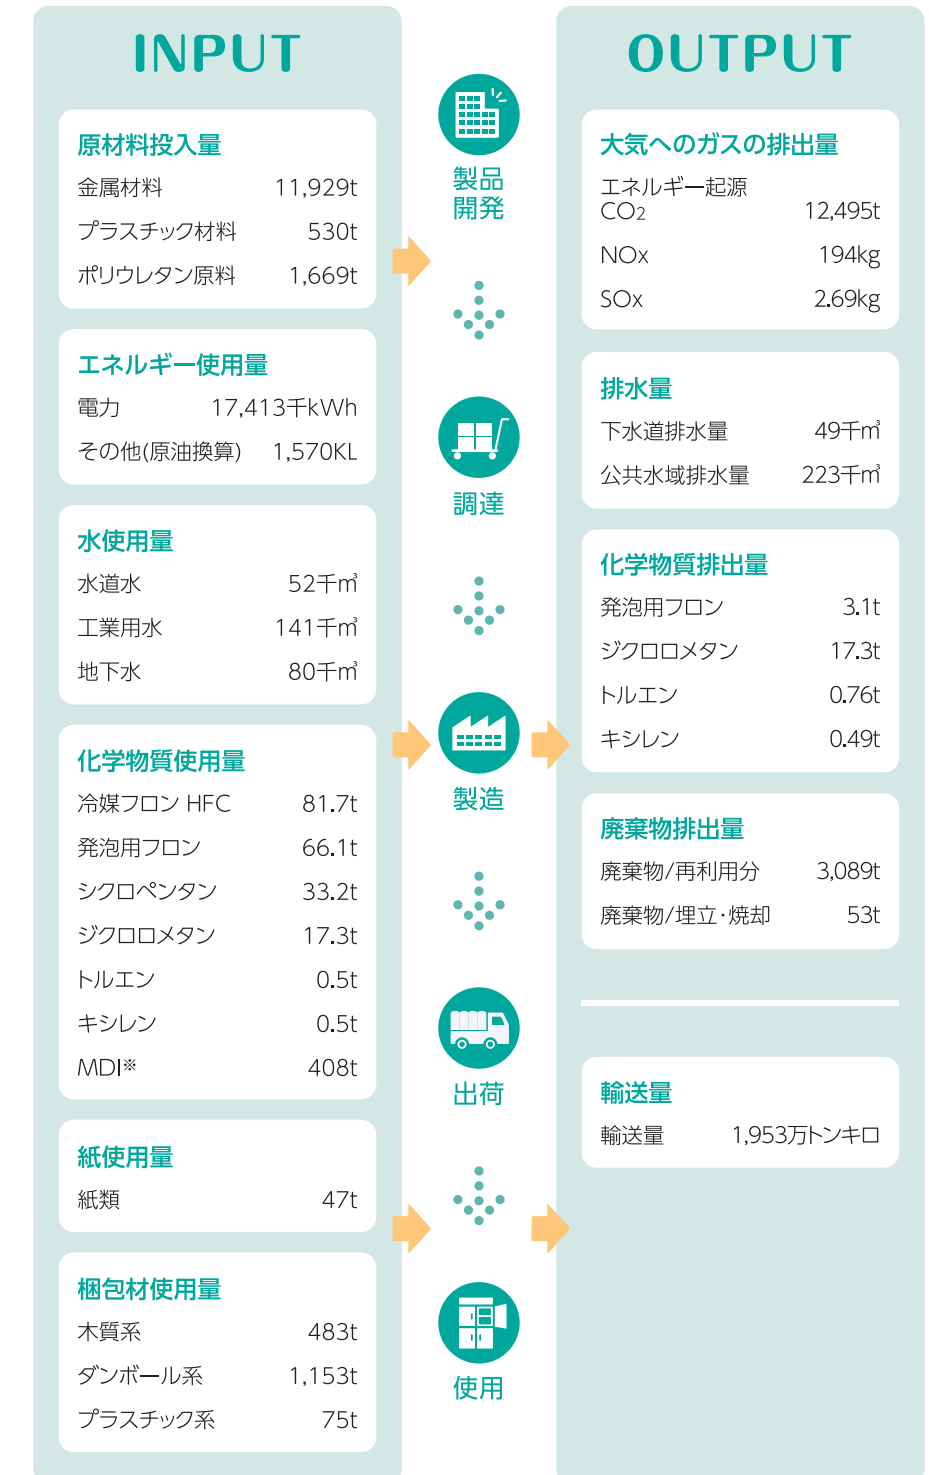 INPUT
原材料投入量
金属材料 11,929t
プラスチック材料 530t
ポリウレタン原料 1,669t
エネルギー使用量
電力 17,413千kWh
その他(原油換算) 1,570KL
水使用量
水道水 52千㎥
工業用水 141千㎥
地下水 80千㎥
化学物質使用量
冷媒フロン HFC 81.7t
発泡用フロン 66.1t
シクロペンタン 33.2t
ジクロロメタン 17.3t
トルエン 0.5t
キシレン 0.5t
MDI※ 408t
紙使用量
紙類 47t
梱包材使用量
木質系 483t
ダンボール系 1,153t
プラスチック系 75t
製品
開発
調達
製造
出荷
使用
OUTPUT
大気へのガスの排出量
エネルギー起源
CO2 12,495t
NOx 194kg
SOx 2.69kg
排水量
下水道排水量 49千㎥
公共水域排水量 223千㎥
化学物質排出量
発泡用フロン 3.1t
ジクロロメタン 17.3t
トルエン 0.76t
キシレン 0.49t
廃棄物排出量
廃棄物/再利用分 3,089t
廃棄物/埋立・焼却 53t
輸送量
輸送量 1,953万トンキロ